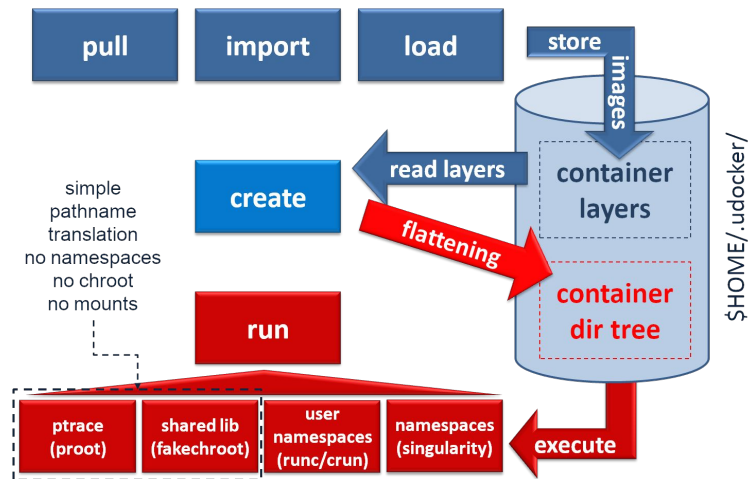 pull
import
load
store
images
read layers
container
layers
create
flattening
container
dir tree
$HOME/.udocker/
simple
pathname
translation
no namespaces
no chroot
no mounts
run
ptrace
(proot)
shared lib
(fakechroot)
user
namespaces
(runc/crun)
namespaces
(singularity)
execute